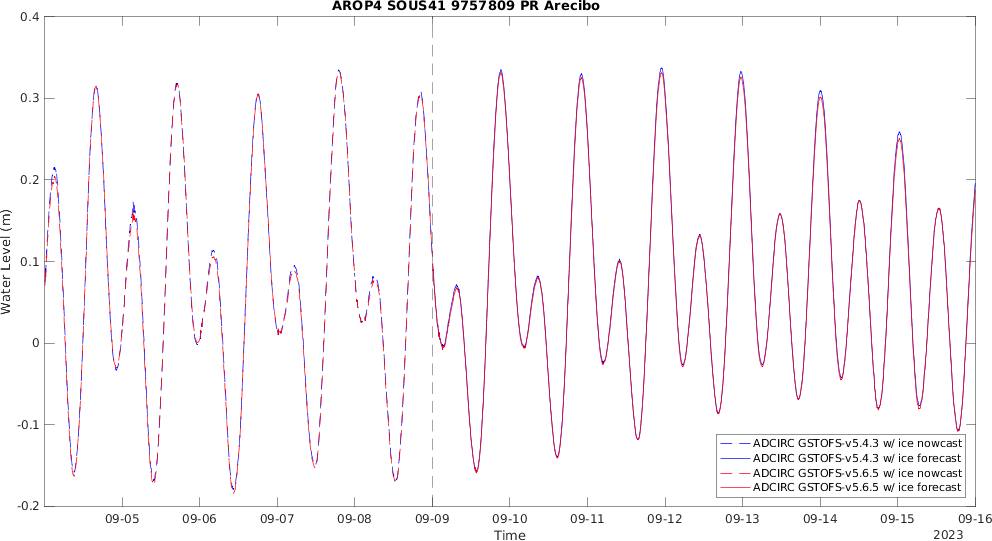 AROP4 SOUS41 9757809 PR Arecibo
0.4
0.3
0.2
0.1
0
-0.1
-0.2
Water Level (m)
ADCIRC GSTOFS-v5.4.3 w/ ice nowcast
ADCIRC GSTOFS-v5.4.3 w/ ice forecast
ADCIRC GSTOFS-v5.6.5 w/ ice nowcast
ADCIRC GSTOFS-v5.6.5 w/ ice forecast
09-05 09-06 09-07 09-08 09-09 09-10 09-11 09-12 09-13 09-14 09-15 09-16
Time
2023